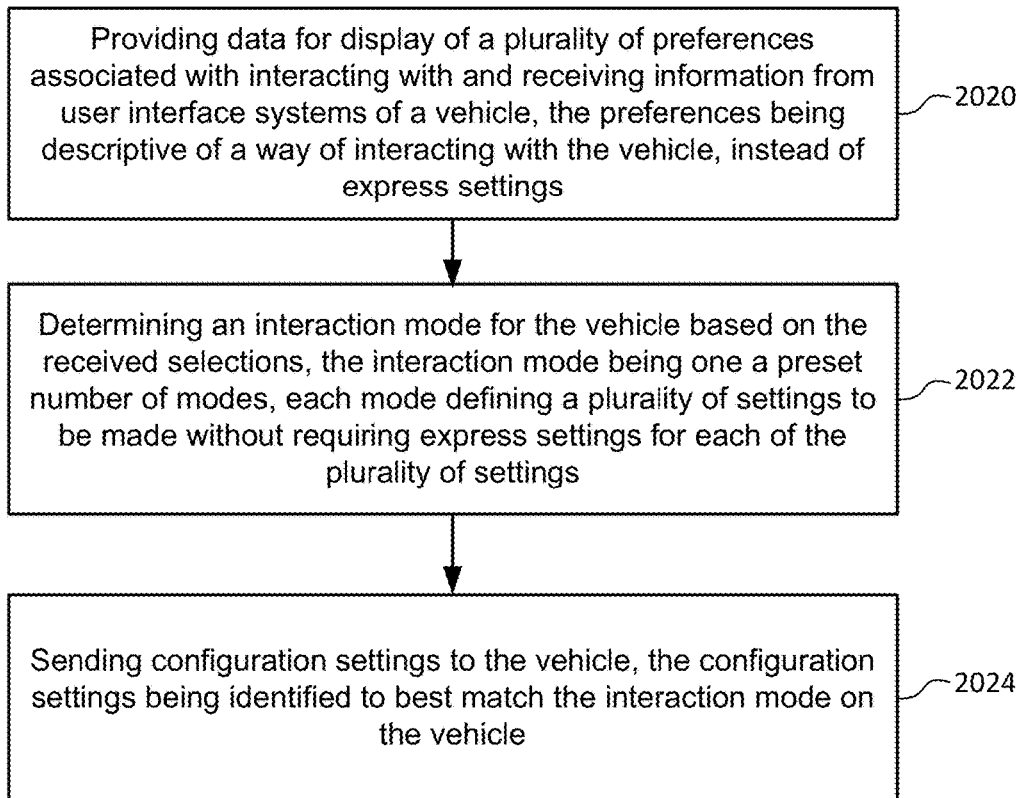 Providing data for display of a plurality of preferences
associated with interacting with and receiving information from
user interface systems of a vehicle, the preferences being
descriptive of a way of interacting with the vehicle, instead of
express settings
2020
Determining an interaction mode for the vehicle based on the
received selections, the interaction mode being one a preset
number of modes, each mode defining a plurality of settings to
be made without requiring express settings for each of the
plurality of settings
2022
Sending configuration settings to the vehicle, the configuration
settings being identified to best match the interaction mode on
the vehicle
2024